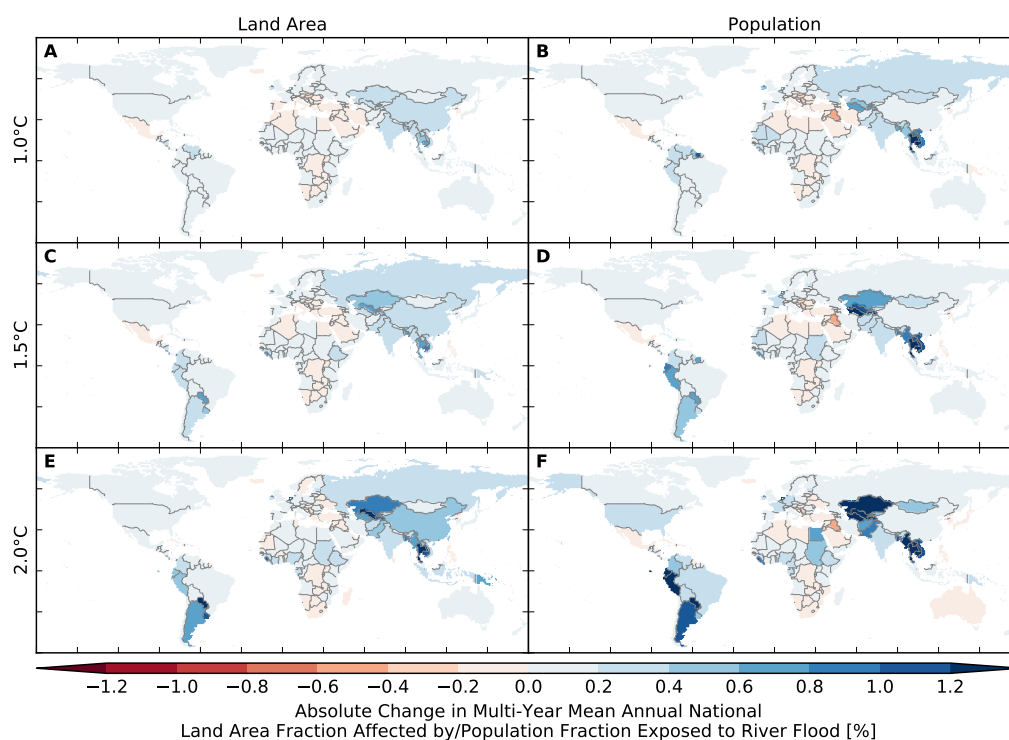 Land Area
Population
A
B
1.0°C
C
D
1.5°C
E
F
2.0°C
−1.2 −1.0 −0.8 −0.6 −0.4 −0.2 0.0 0.2 0.4 0.6 0.8 1.0 1.2
Absolute Change in Multi-Year Mean Annual National
Land Area Fraction Affected by/Population Fraction Exposed to River Flood [%]